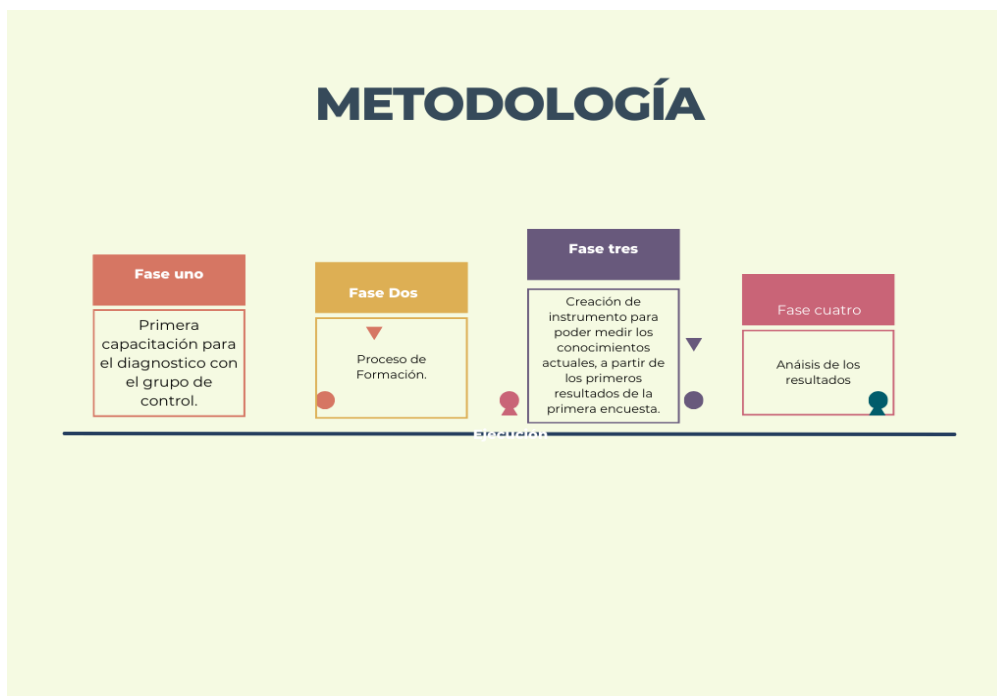 METODOLOGÍA
Fase uno
Primera
capacitación para
el diagnostico con
el grupo de
control.
Fase Dos
Proceso de
Formación.
Fase tres
Creación de
instrumento para
poder medir los
conocimientos
actuales, a partir de
los primeros
resultados de la
primera encuesta.
Fase cuatro
Anáisis de los
resultados
Ejecución